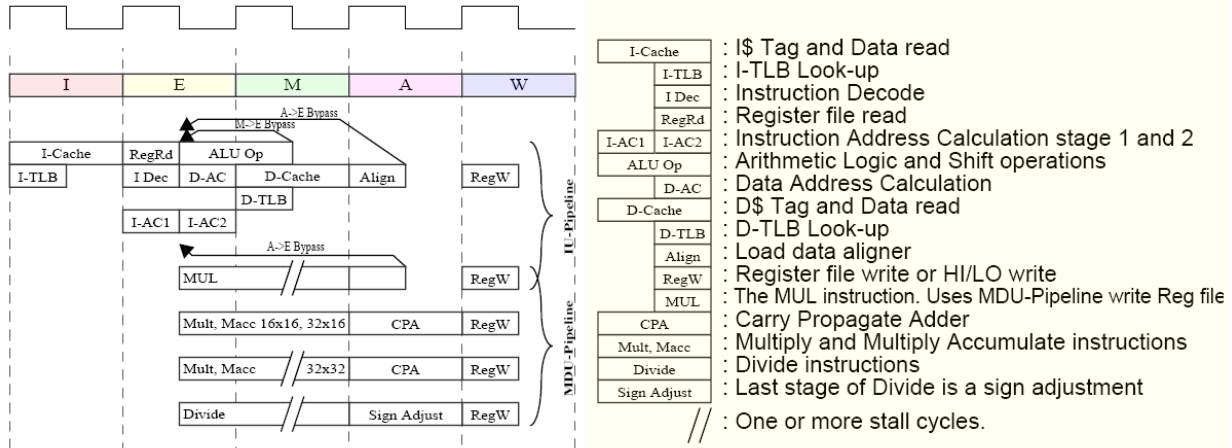 I E M A W
A->E Bypass
M->E Bypass
I-Cache RegRd ALU Op
I-TLB I Dec D-AC D-Cache Align RegW
D-TLB
I-AC1 I-AC2
IU-Pipeline
A->E Bypass
MUL RegW
Mult, Macc 16x16, 32x16 CPA RegW
Mult, Macc 32x32 CPA RegW
Divide Sign Adjust RegW
MDU-Pipeline
I-Cache : I$ Tag and Data read
I-TLB : I-TLB Look-up
I Dec : Instruction Decode
RegRd : Register file read
I-AC1 I-AC2 : Instruction Address Calculation stage 1 and 2
ALU Op : Arithmetic Logic and Shift operations
D-AC : Data Address Calculation
D-Cache : D$ Tag and Data read
D-TLB : D-TLB Look-up
Align : Load data aligner
RegW : Register file write or HI/LO write
MUL : The MUL instruction. Uses MDU-Pipeline write Reg file
CPA : Carry Propagate Adder
Mult, Macc : Multiply and Multiply Accumulate instructions
Divide : Divide instructions
Sign Adjust : Last stage of Divide is a sign adjustment
// : One or more stall cycles.